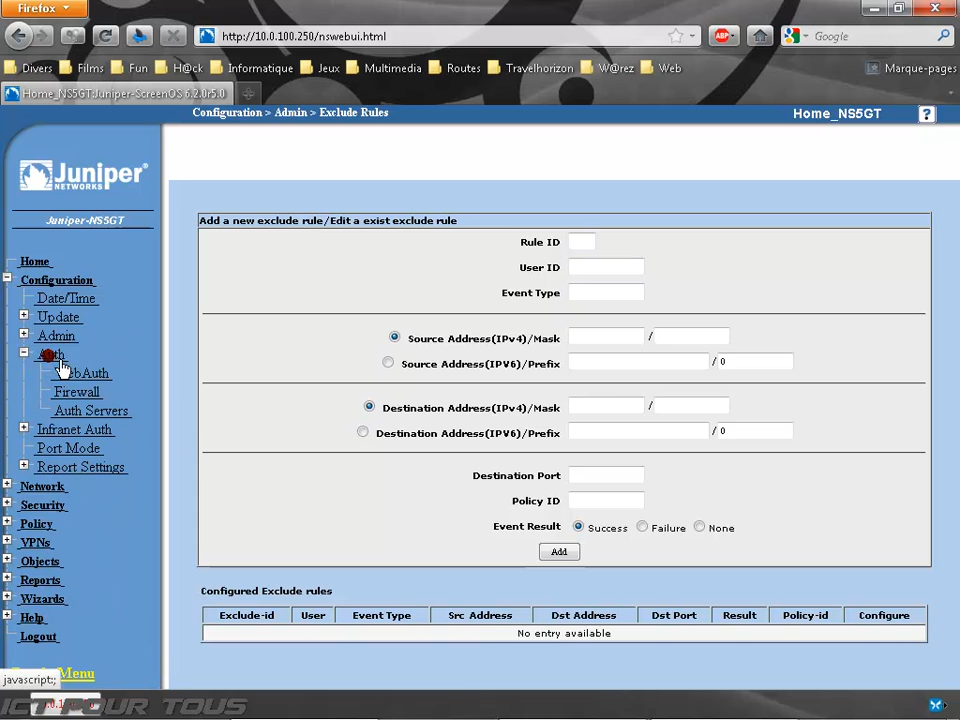 Firefox
http://10.0.100.250/nswebui.html
ABP
Google
Divers Films Fun H@ck Informatique Jeux Multimedia Routes Travelhorizon W@rez Web Marque-pages
Home_NS5GT:Juniper-ScreenOS 6.2.0r5.0
Configuration > Admin > Exclude Rules
Home_NS5GT
?
Juniper
NETWORKS
Juniper-NS5GT
Home
Configuration
Date/Time
Update
Admin
Auth
WebAuth
Firewall
Auth Servers
Infranet Auth
Port Mode
Report Settings
Network
Security
Policy
VPNs
Objects
Reports
Wizards
Help
Logout
Menu
javascript:;
Add a new exclude rule/Edit a exist exclude rule
Rule ID
User ID
Event Type
Source Address(IPv4)/Mask /
Source Address(IPV6)/Prefix / 0
Destination Address(IPv4)/Mask /
Destination Address(IPV6)/Prefix / 0
Destination Port
Policy ID
Event Result Success Failure None
Add
Configured Exclude rules
Exclude-id User Event Type Src Address Dst Address Dst Port Result Policy-id Configure
No entry available
ICT FOUR TOUS